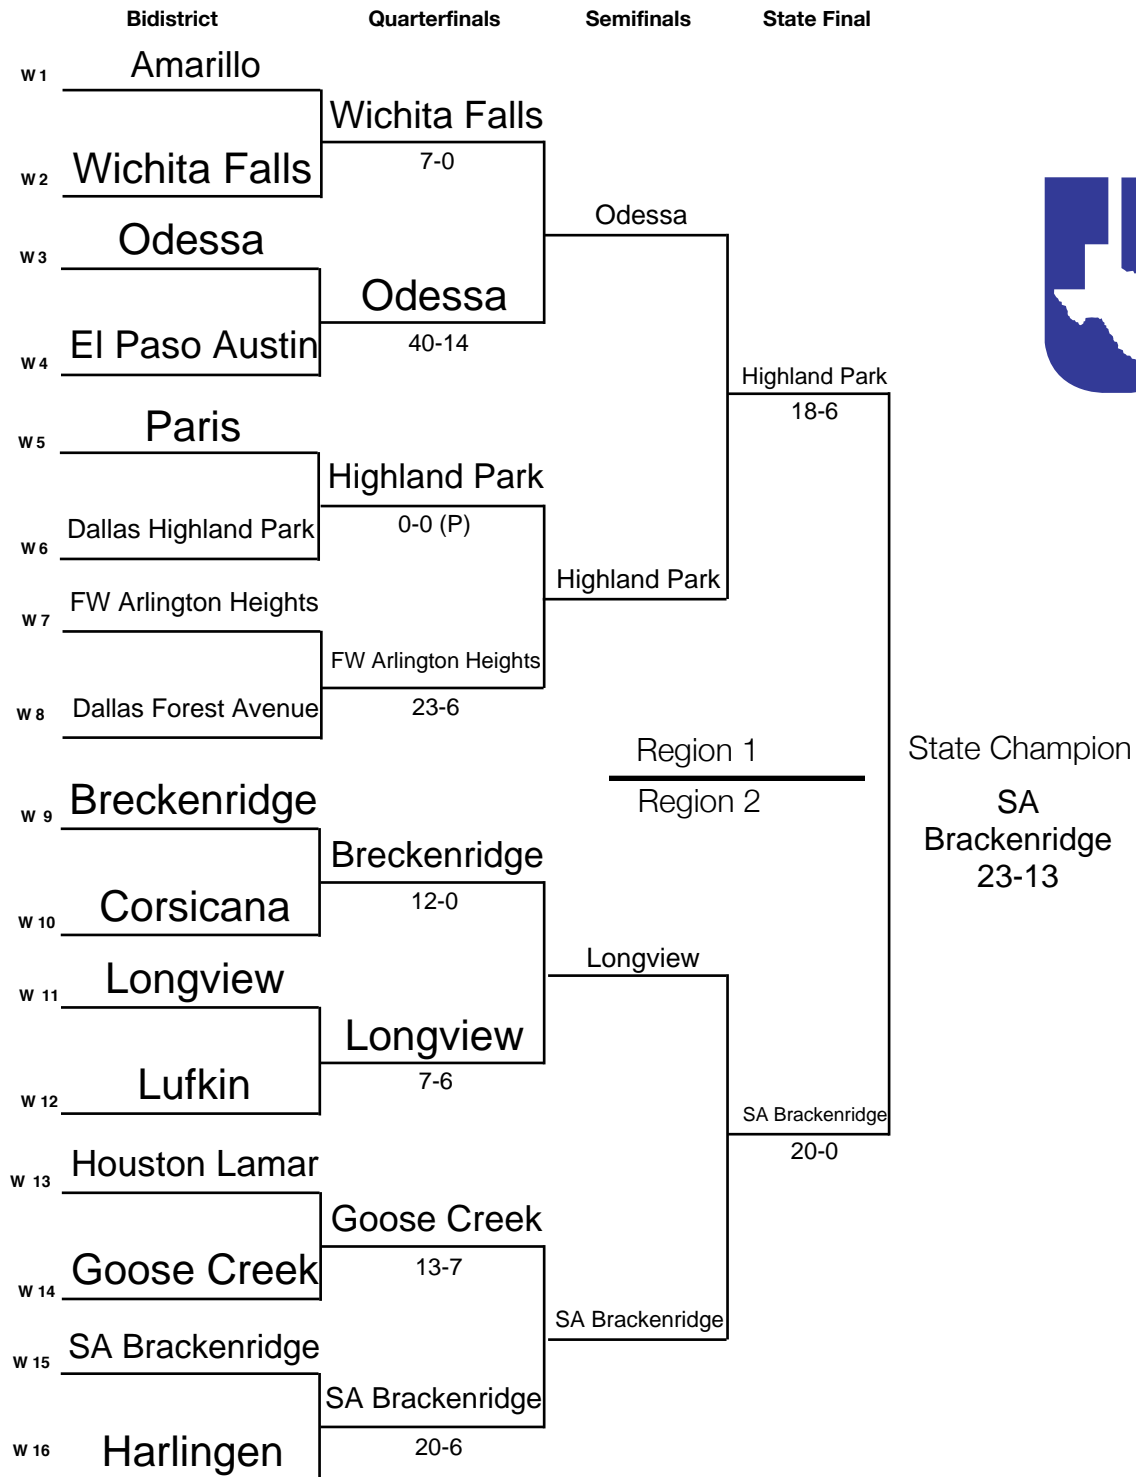 Bidistrict Quarterfinals Semifinals State Final
W 1 Amarillo
Wichita Falls
7-0
W 2 Wichita Falls
Odessa
W 3 Odessa
Odessa
40-14
W 4 El Paso Austin
Highland Park
18-6
W 5 Paris
Highland Park
0-0 (P)
W 6 Dallas Highland Park
Highland Park
W 7 FW Arlington Heights
FW Arlington Heights
23-6
W 8 Dallas Forest Avenue
Region 1
Region 2
State Champion
SA
Brackenridge
23-13
W 9 Breckenridge
Breckenridge
12-0
W 10 Corsicana
Longview
W 11 Longview
Longview
7-6
W 12 Lufkin
SA Brackenridge
20-0
W 13 Houston Lamar
Goose Creek
13-7
W 14 Goose Creek
SA Brackenridge
W 15 SA Brackenridge
SA Brackenridge
20-6
W 16 Harlingen